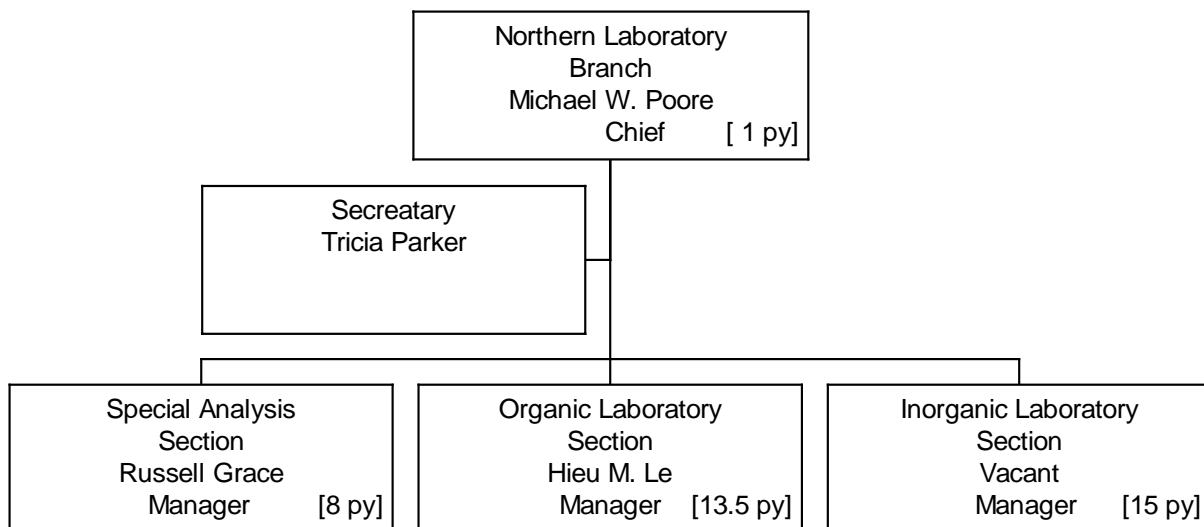 Northern Laboratory
Branch
Michael W. Poore
Chief [ 1 py]
Secreatary
Tricia Parker
Special Analysis
Section
Russell Grace
Manager [8 py]
Organic Laboratory
Section
Hieu M. Le
Manager [13.5 py]
Inorganic Laboratory
Section
Vacant
Manager [15 py]